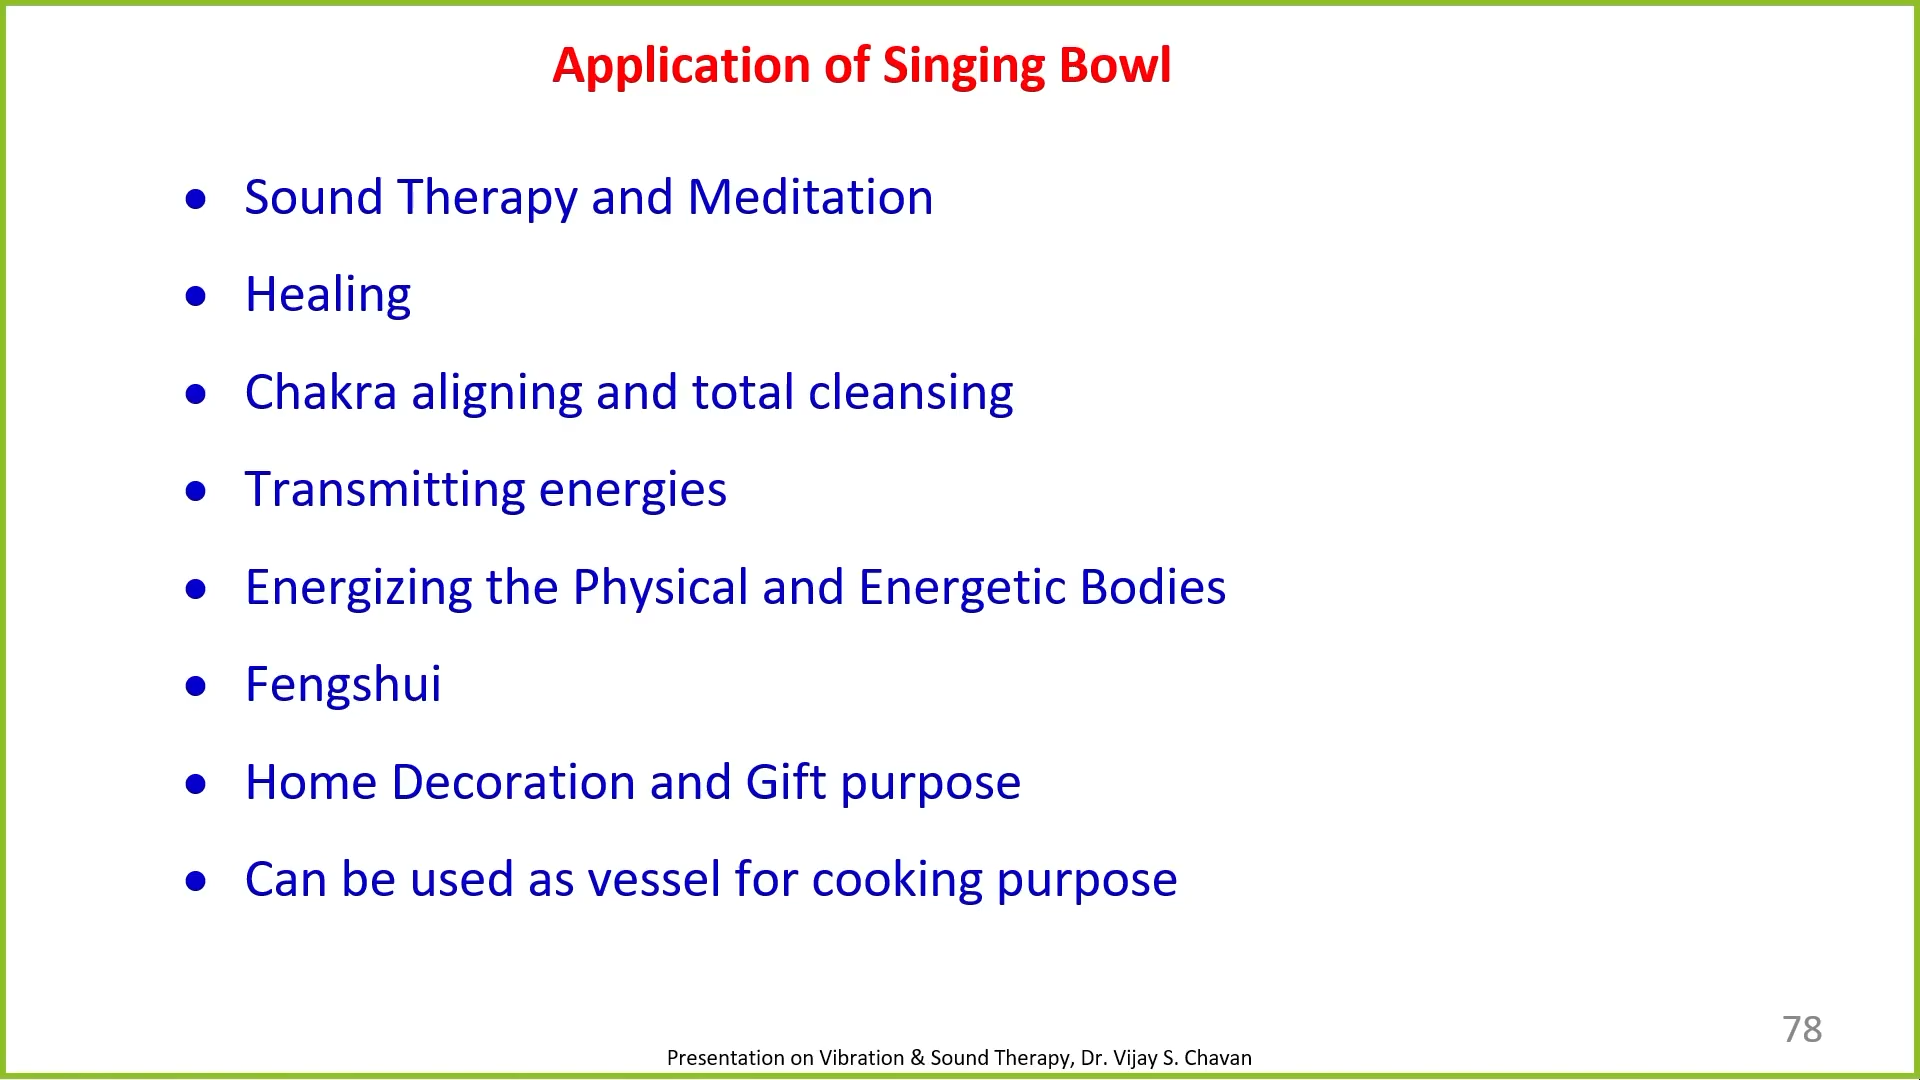 Application of Singing Bowl
● Sound Therapy and Meditation
● Healing
● Chakra aligning and total cleansing
● Transmitting energies
● Energizing the Physical and Energetic Bodies
● Fengshui
● Home Decoration and Gift purpose
● Can be used as vessel for cooking purpose
78
Presentation on Vibration & Sound Therapy, Dr. Vijay S. Chavan